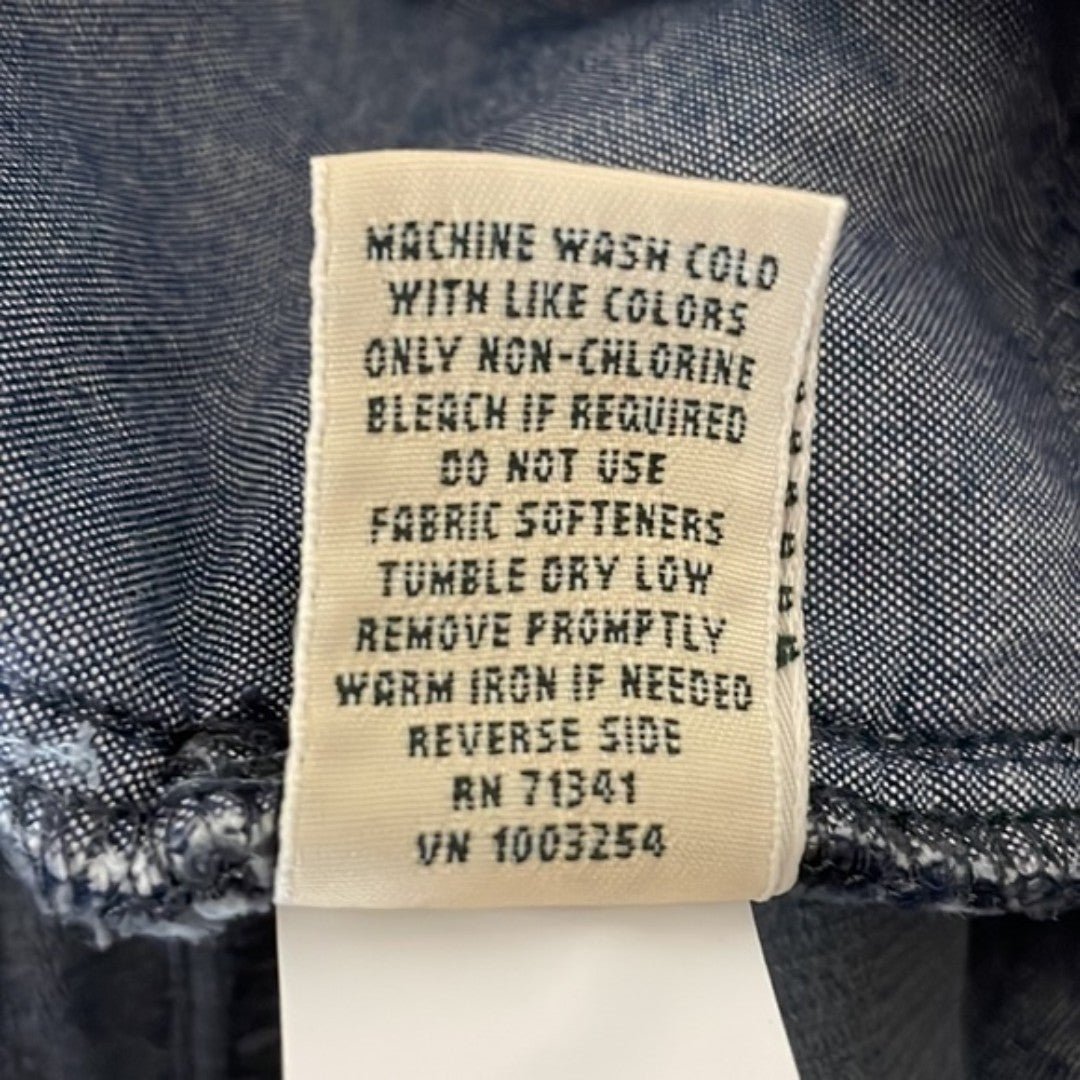 MACHINE WASH COLD
WITH LIKE COLORS
ONLY NON-CHLORINE
BLEACH IF REQUIRED
DO NOT USE
FABRIC SOFTENERS
TUMBLE DRY LOW
REMOVE PROMPTLY
WARM IRON IF NEEDED
REVERSE SIDE
RN 71341
VN 1003254